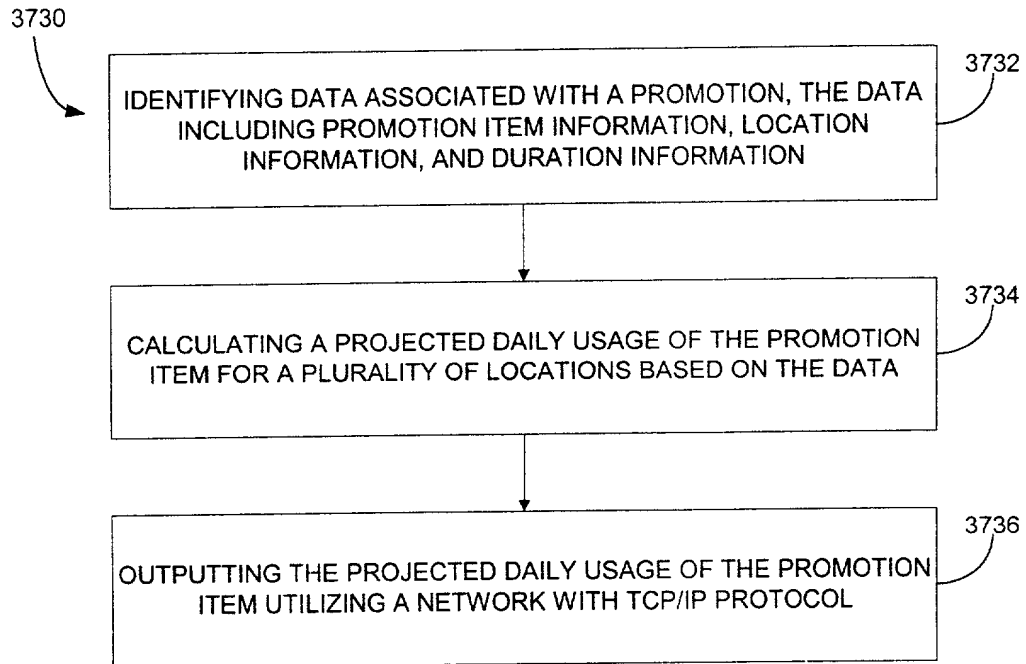 3730
3732
IDENTIFYING DATA ASSOCIATED WITH A PROMOTION, THE DATA
INCLUDING PROMOTION ITEM INFORMATION, LOCATION
INFORMATION, AND DURATION INFORMATION
3734
CALCULATING A PROJECTED DAILY USAGE OF THE PROMOTION
ITEM FOR A PLURALITY OF LOCATIONS BASED ON THE DATA
3736
OUTPUTTING THE PROJECTED DAILY USAGE OF THE PROMOTION
ITEM UTILIZING A NETWORK WITH TCP/IP PROTOCOL